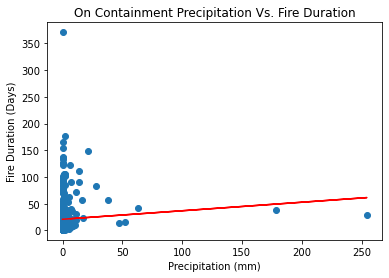 On Containment Precipitation Vs. Fire Duration
Fire Duration (Days)
350
300
250
200
150
100
50
0
0 50 100 150 200 250
Precipitation (mm)